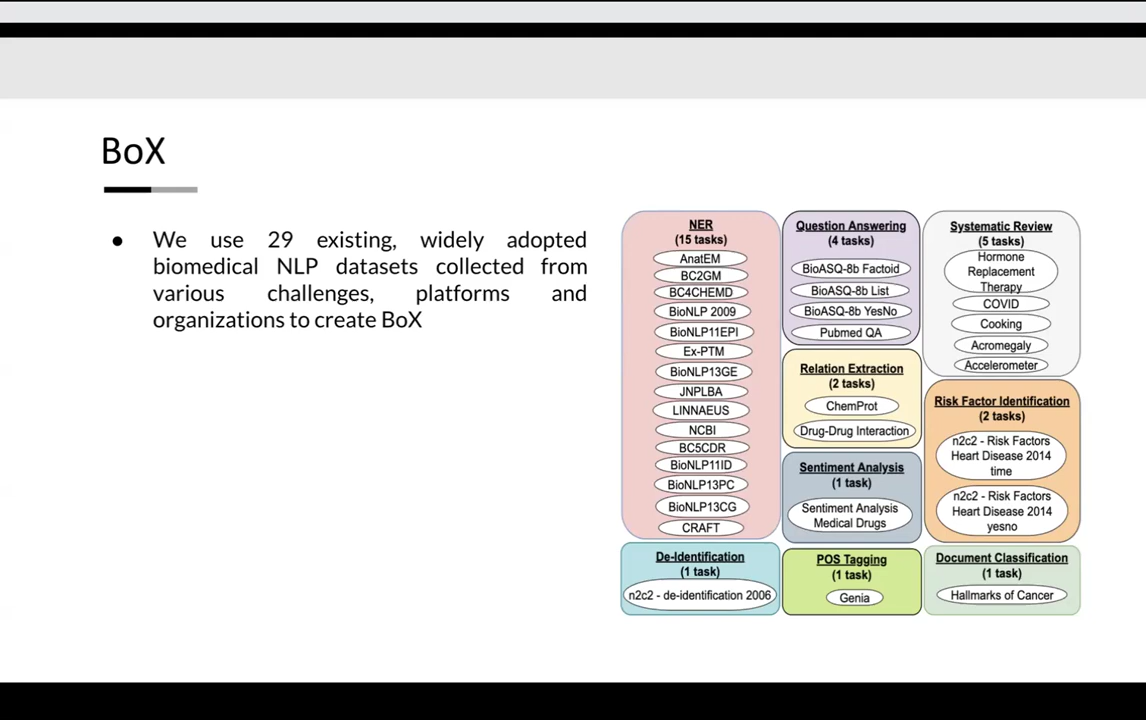 BoX
● We use 29 existing, widely adopted
biomedical NLP datasets collected from
various challenges, platforms and
organizations to create BoX
NER
(15 tasks)
AnatEM
BC2GM
BC4CHEMD
BioNLP 2009
BioNLP11EPI
Ex-PTM
BioNLP13GE
JNPLBA
LINNAEUS
NCBI
BC5CDR
BioNLP11ID
BioNLP13PC
BioNLP13CG
CRAFT
Question Answering
(4 tasks)
BioASQ-8b Factoid
BioASQ-8b List
BioASQ-8b YesNo
Pubmed QA
Systematic Review
(5 tasks)
Hormone
Replacement
Therapy
COVID
Cooking
Acromegaly
Accelerometer
Relation Extraction
(2 tasks)
ChemProt
Drug-Drug Interaction
Risk Factor Identification
(2 tasks)
n2c2 - Risk Factors
Heart Disease 2014
time
n2c2 - Risk Factors
Heart Disease 2014
yesno
Sentiment Analysis
(1 task)
Sentiment Analysis
Medical Drugs
De-Identification
(1 task)
n2c2 - de-identification 2006
POS Tagging
(1 task)
Genia
Document Classification
(1 task)
Hallmarks of Cancer